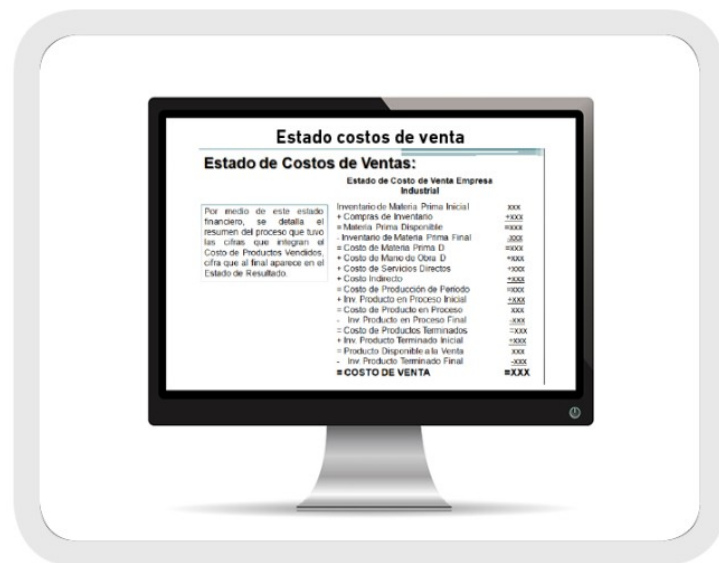 Estado costos de venta
Estado de Costos de Ventas:
Estado de Costo de Venta Empresa
Industrial
Por medio de este estado
financiero, se detalla el
resumen del proceso que tuvo
las cifras que integran el
Costo de Productos Vendidos,
cifra que al final aparece en el
Estado de Resultado.
Inventario de Materia Prima Inicial xxx
+ Compras de Inventario +xxx
= Materia Prima Disponible =xxx
- Inventario de Materia Prima Final -xxx
= Costo de Materia Prima D =xxx
+ Costo de Mano de Obra D +xxx
+ Costo de Servicios Directos +xxx
+ Costo Indirecto +xxx
= Costo de Producción de Periodo =xxx
+ Inv. Producto en Proceso Inicial +xxx
= Costo de Producto en Proceso xxx
- Inv. Producto en Proceso Final -xxx
= Costo de Productos Terminados =xxx
+ Inv. Producto Terminado Inicial +xxx
= Producto Disponible a la Venta xxx
- Inv. Producto Terminado Final -xxx
= COSTO DE VENTA =XXX